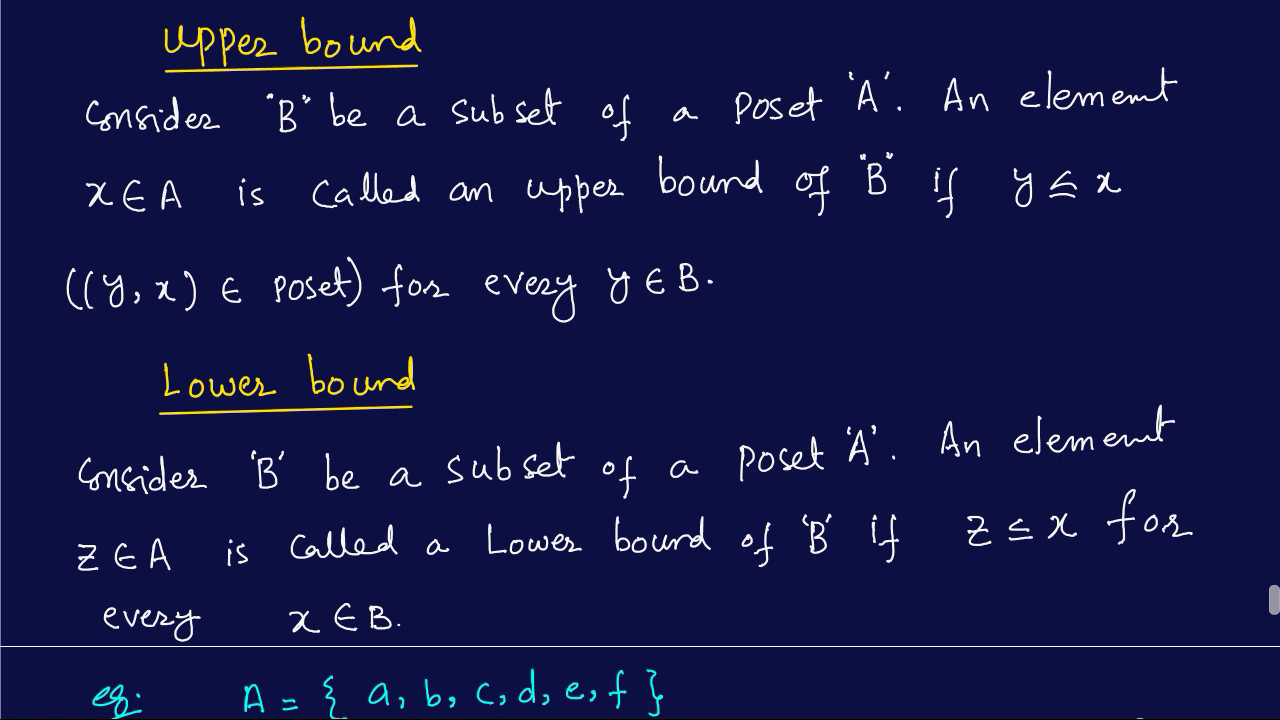 Upper bound
Consider "B" be a subset of a poset 'A'. An element
x ∈ A is called an upper bound of "B" if y ≤ x
((y, x) ∈ poset) for every y ∈ B.
Lower bound
Consider 'B' be a subset of a poset 'A'. An element
z ∈ A is called a Lower bound of 'B' if z ≤ x for
every x ∈ B.
eg: A = { a, b, c, d, e, f }